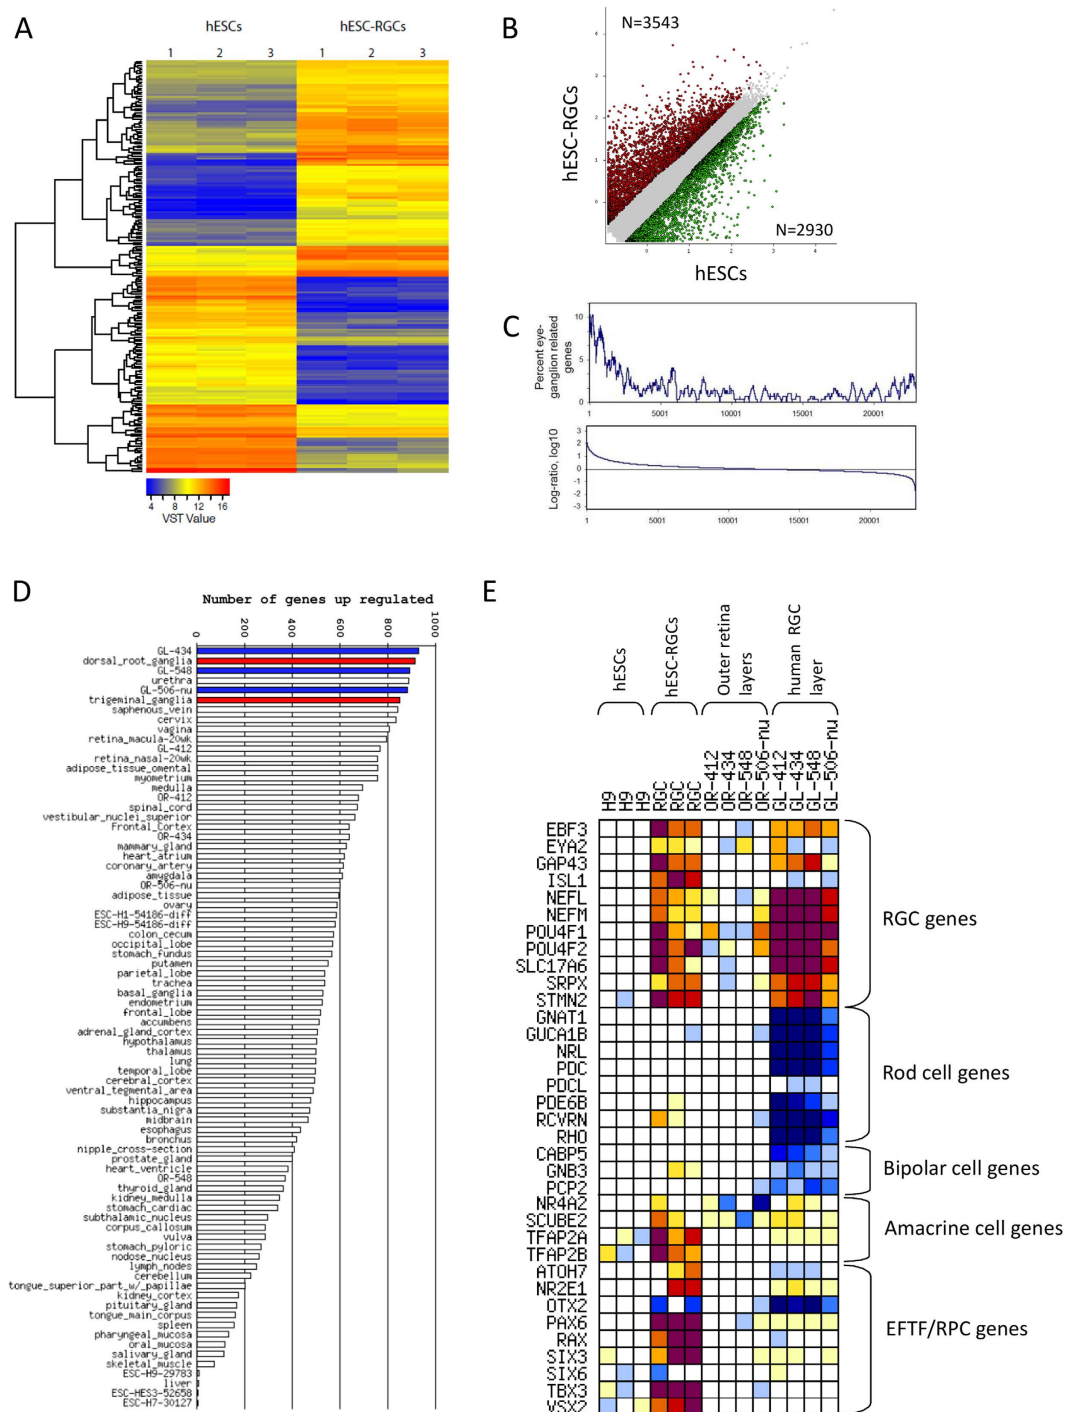 A
hESCs
hESC-RGCs
1 2 3 1 2 3
4 8 12 16
VST Value
B
N=3543
hESC-RGCs
4
3
2
1
0
N=2930
0 1 2 3 4
hESCs
C
Percent eye-
ganglion related
genes
10
5
0
1 5001 10001 15001 20001
Log-ratio, log10
3
2
1
0
-1
-2
-3
1 5001 10001 15001 20001
D
Number of genes up regulated
0 200 400 600 800 1000
GL-434
dorsal_root_ganglia
GL-548
urethra
GL-506-nu
trigeminal_ganglia
saphenous_vein
cervix
vagina
retina_macula-20wk
GL-412
retina_nasal-20wk
adipose_tissue_omental
myometrium
medulla
OR-412
spinal_cord
vestibular_nuclei_superior
Frontal_Cortex
OR-434
mammary_gland
heart_atrium
coronary_artery
amygdala
OR-506-nu
adipose_tissue
ovary
ESC-H1-54186-diff
ESC-H9-54186-diff
colon_cecum
occipital_lobe
stomach_fundus
putamen
parietal_lobe
trachea
basal_ganglia
endometrium
frontal_lobe
accumbens
adrenal_gland_cortex
hypothalamus
thalamus
lung
temporal_lobe
cerebral_cortex
ventral_tegmental_area
hippocampus
substantia_nigra
midbrain
esophagus
bronchus
nipple_cross-section
prostate_gland
heart_ventricle
OR-548
thyroid_gland
kidney_medulla
stomach_cardiac
subthalamic_nucleus
corpus_callosum
vulva
stomach_pyloric
nodose_nucleus
lymph_nodes
cerebellum
tongue_superior_part_w/_papillae
kidney_cortex
pituitary_gland
tongue_main_corpus
spleen
pharyngeal_mucosa
oral_mucosa
salivary_gland
skeletal_muscle
ESC-H9-29783
liver
ESC-HES3-52658
ESC-H7-30127
E
hESCs
hESC-RGCs
Outer retina
layers
human RGC
layer
H9
H9
H9
RGC
RGC
RGC
OR-412
OR-434
OR-548
OR-506-nu
GL-412
GL-434
GL-548
GL-506-nu
EBF3
EYA2
GAP43
ISL1
NEFL
NEFM
POU4F1
POU4F2
SLC17A6
SRPX
STMN2
RGC genes
GNAT1
GUCA1B
NRL
PDC
PDCL
PDE6B
RCVRN
RHO
Rod cell genes
CABP5
GNB3
PCP2
Bipolar cell genes
NR4A2
SCUBE2
TFAP2A
TFAP2B
Amacrine cell genes
ATOH7
NR2E1
OTX2
PAX6
RAX
SIX3
SIX6
TBX3
VSX2
EFTF/RPC genes